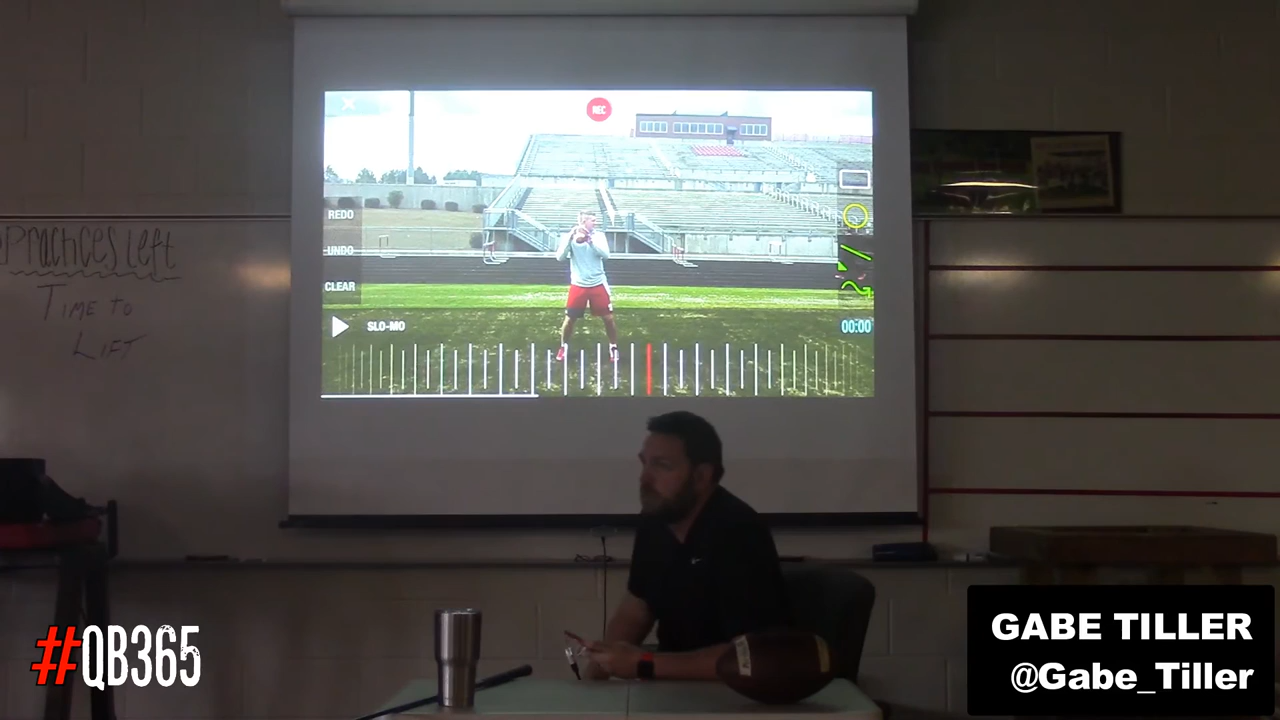 REC
REDO
UNDO
CLEAR
SLO-MO
00:00
Practices Left
TIME TO
LIFT
#QB365
GABE TILLER
@Gabe_Tiller